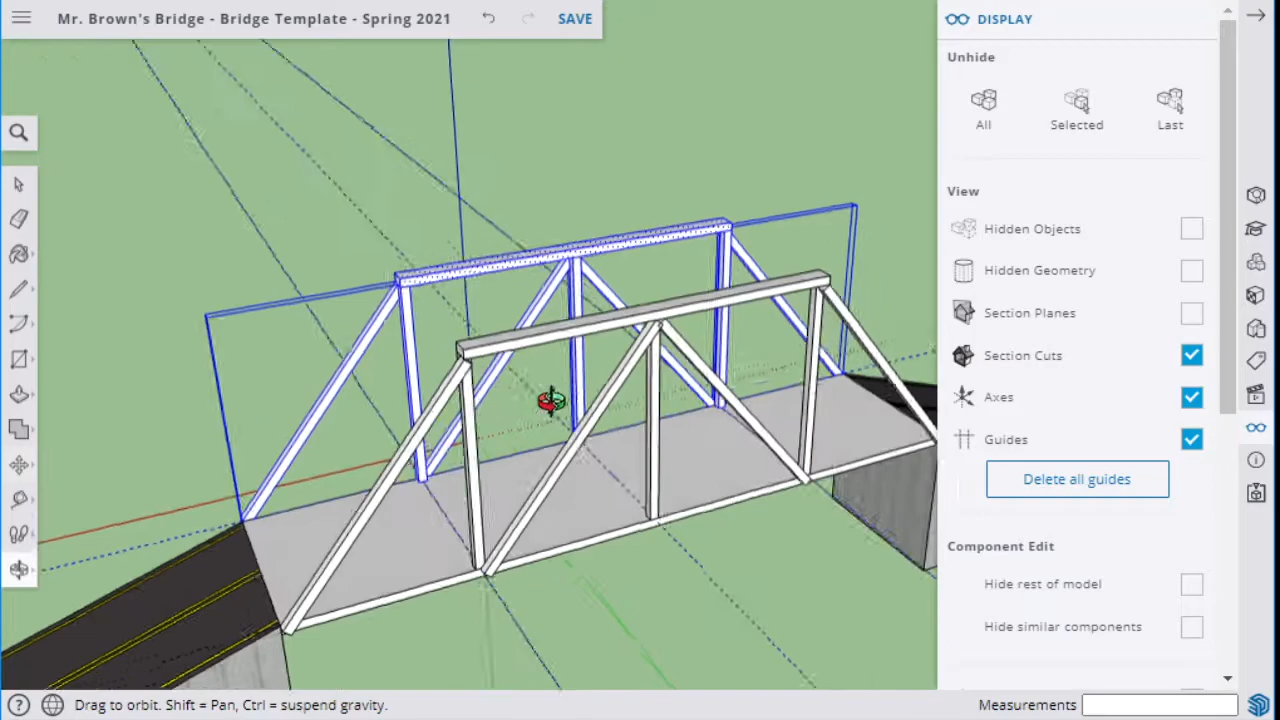 Mr. Brown's Bridge - Bridge Template - Spring 2021
SAVE
DISPLAY
Unhide
All
Selected
Last
View
Hidden Objects
Hidden Geometry
Section Planes
Section Cuts
Axes
Guides
Delete all guides
Component Edit
Hide rest of model
Hide similar components
Drag to orbit. Shift = Pan, Ctrl = suspend gravity.
Measurements